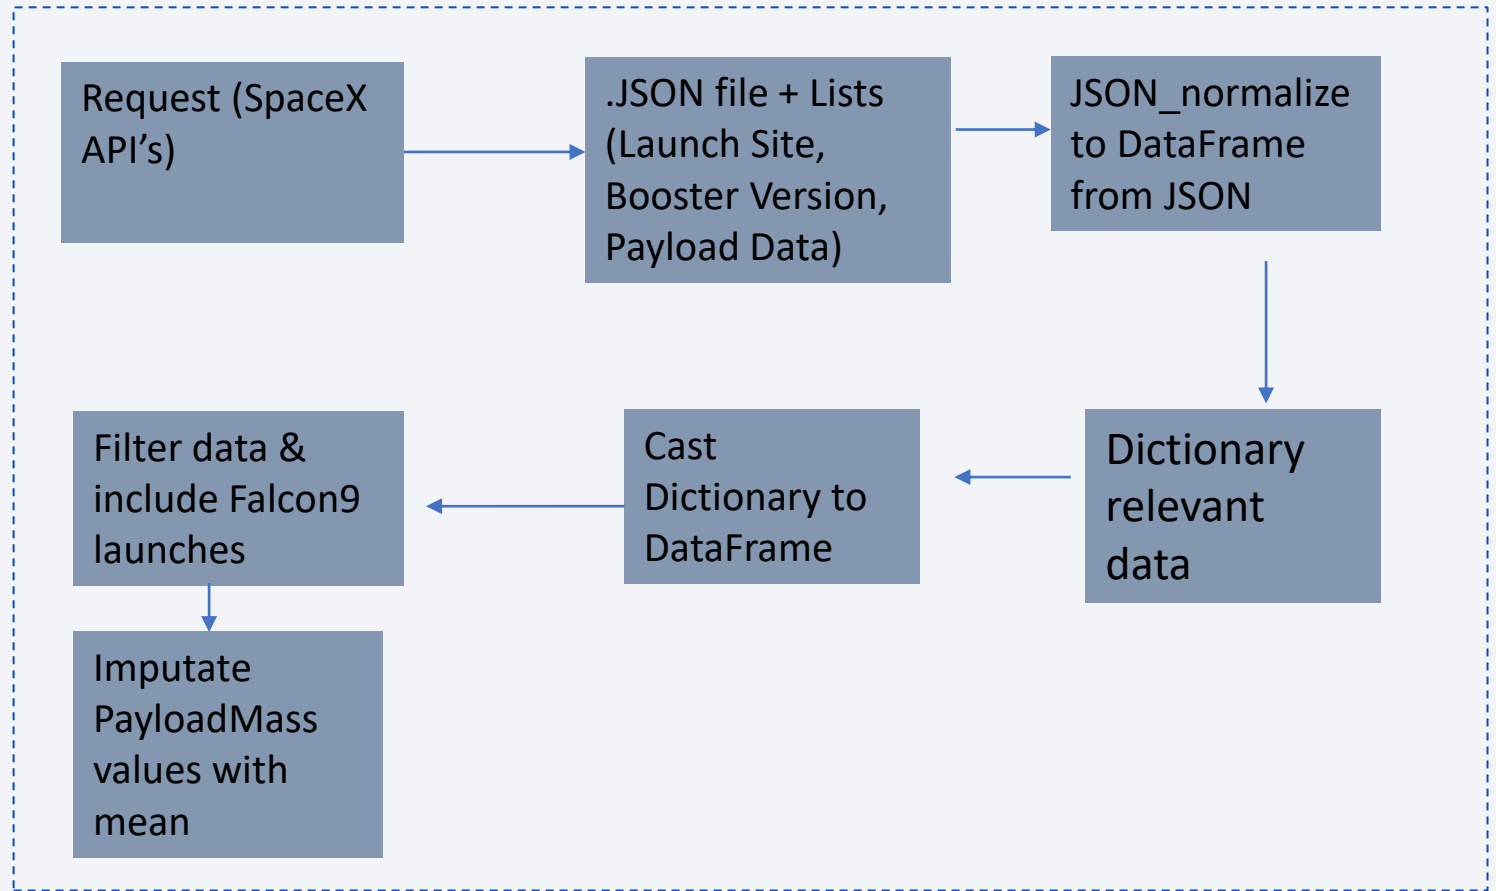 Request (SpaceX
API’s)
.JSON file + Lists
(Launch Site,
Booster Version,
Payload Data)
JSON_normalize
to DataFrame
from JSON
Dictionary
relevant
data
Cast
Dictionary to
DataFrame
Filter data &
include Falcon9
launches
Imputate
PayloadMass
values with
mean